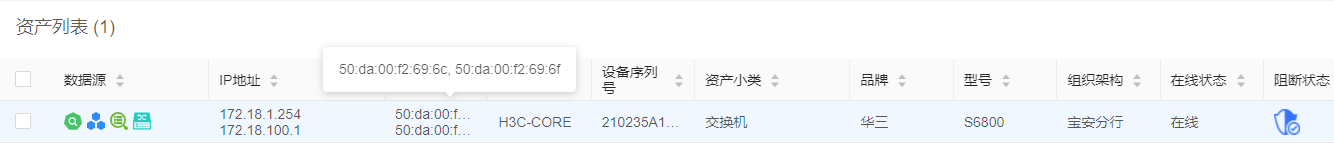 资产列表 (1)
50:da:00:f2:69:6c, 50:da:00:f2:69:6f
数据源 IP地址 设备序列号 资产小类 品牌 型号 组织架构 在线状态 阻断状态
172.18.1.254 50:da:00:f...
172.18.100.1 50:da:00:f...
H3C-CORE 210235A1... 交换机 华三 S6800 宝安分行 在线